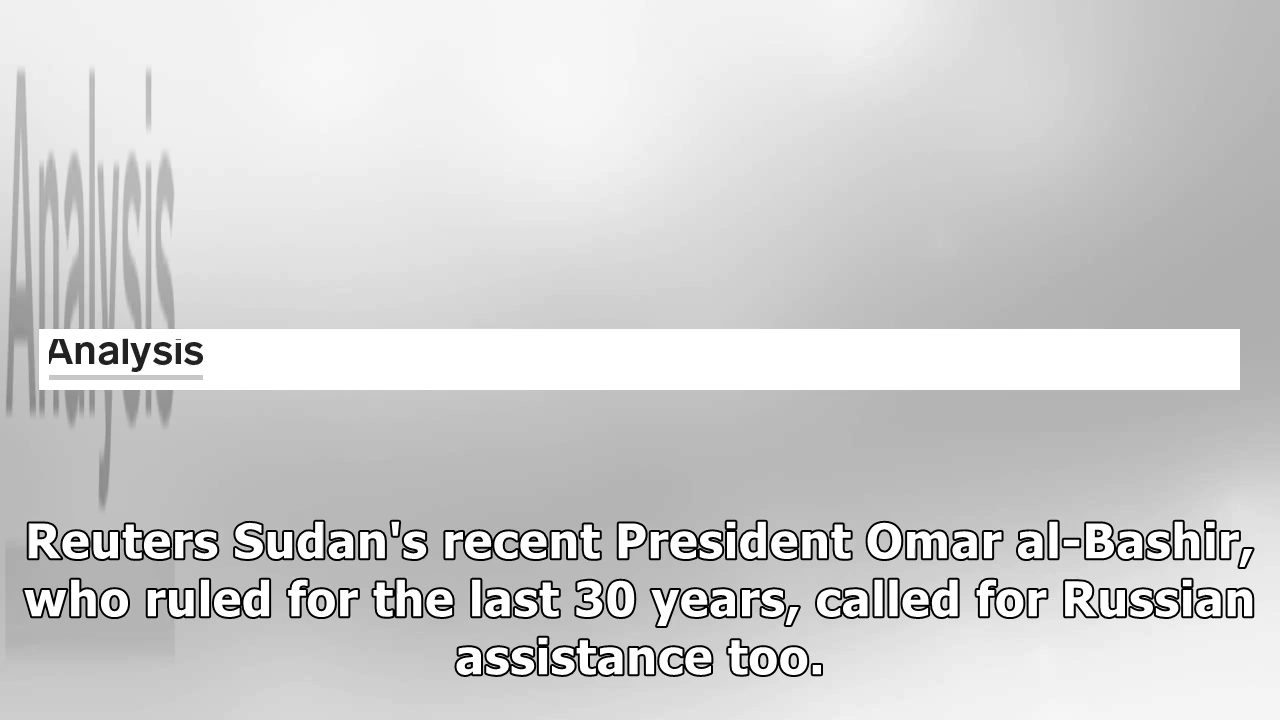 Analysis
Analysis
Reuters Sudan's recent President Omar al-Bashir,
who ruled for the last 30 years, called for Russian
assistance too.